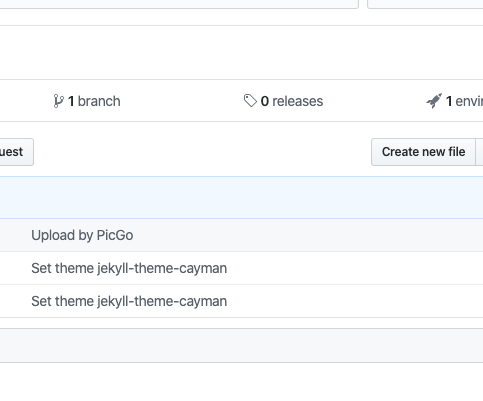 1 branch 0 releases 1
uest Create new file
Upload by PicGo
Set theme jekyll-theme-cayman
Set theme jekyll-theme-cayman